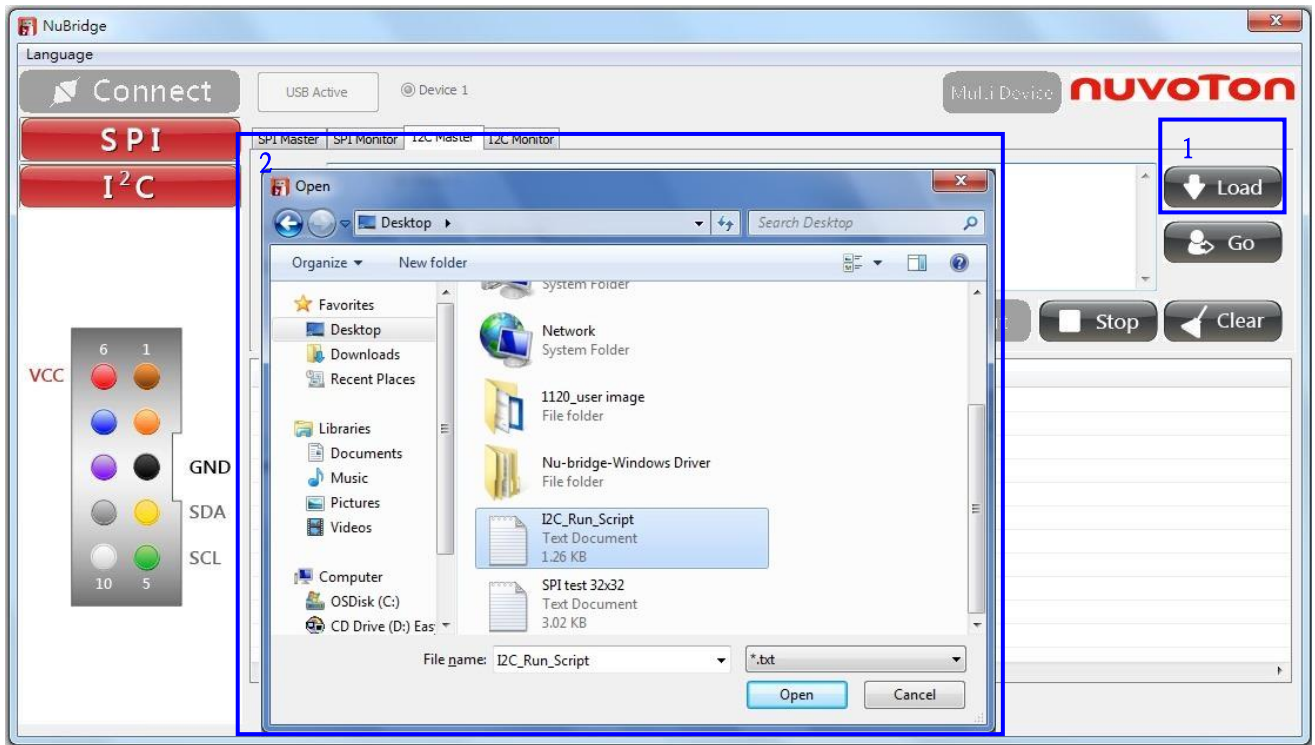 NuBridge
Language
Connect
USB Active
Device 1
Multi Device
nuvoTon
SPI
I²C
SPI Master
SPI Monitor
I2C Master
I2C Monitor
1
Load
Go
Stop
Clear
2
Open
Desktop
Search Desktop
Organize
New folder
Favorites
Desktop
Downloads
Recent Places
Libraries
Documents
Music
Pictures
Videos
Computer
OSDisk (C:)
CD Drive (D:) Eas
System Folder
Network
System Folder
1120_user image
File folder
Nu-bridge-Windows Driver
File folder
I2C_Run_Script
Text Document
1.26 KB
SPI test 32x32
Text Document
3.02 KB
File name: I2C_Run_Script
*.txt
Open
Cancel
6 1
VCC
GND
SDA
SCL
10 5